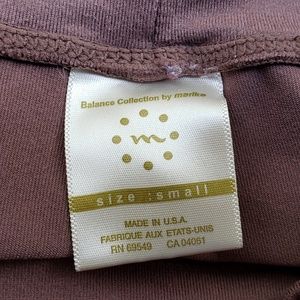 Balance Collection by marika
m
size : small
MADE IN U.S.A.
FABRIQUE AUX ETATS-UNIS
RN 69549 CA 04061